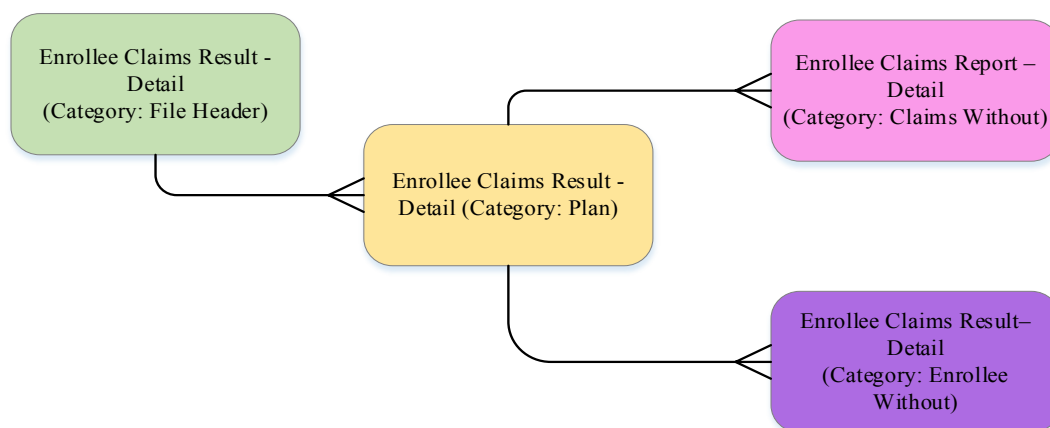 Enrollee Claims Result -
Detail
(Category: File Header)
Enrollee Claims Result -
Detail (Category: Plan)
Enrollee Claims Report –
Detail
(Category: Claims Without)
Enrollee Claims Result–
Detail
(Category: Enrollee
Without)